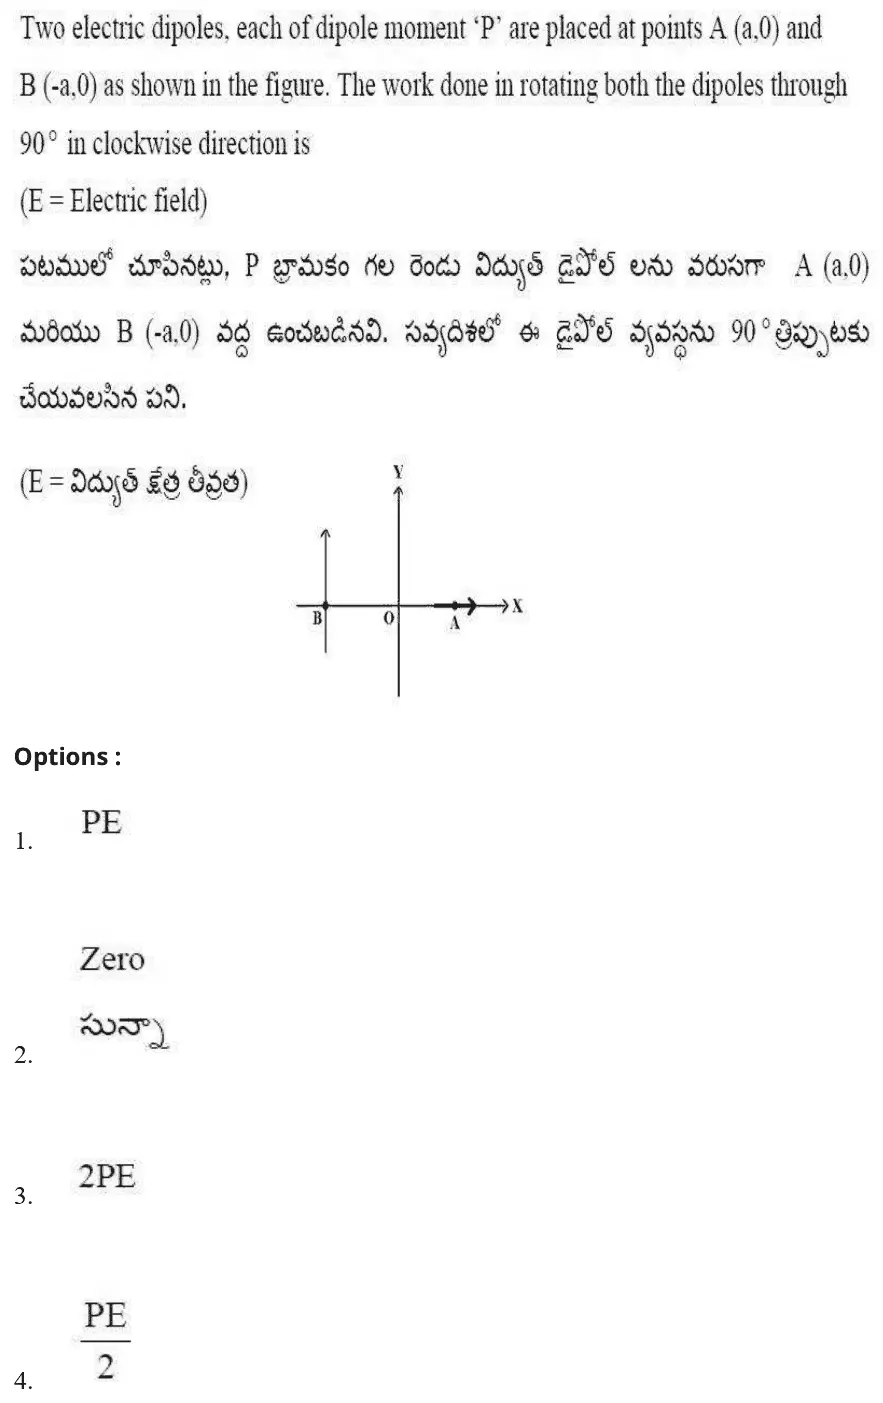 Two electric dipoles, each of dipole moment ‘P’ are placed at points A (a,0) and
B (-a,0) as shown in the figure. The work done in rotating both the dipoles through
90° in clockwise direction is
(E = Electric field)
పటములో చూపినట్లు, P భ్రామకం గల రెండు విద్యుత్ డైపోల్ లను వరుసగా A (a,0)
మరియు B (-a,0) వద్ద ఉంచబడినవి. సవ్యదిశలో ఈ డైపోల్ వ్యవస్థను 90° త్రిప్పుటకు
చేయవలసిన పని.
(E = విద్యుత్ క్షేత్ర తీవ్రత)
Y
X
B
O
A
Options :
1. PE
2. Zero
సున్నా
3. 2PE
4. PE
2